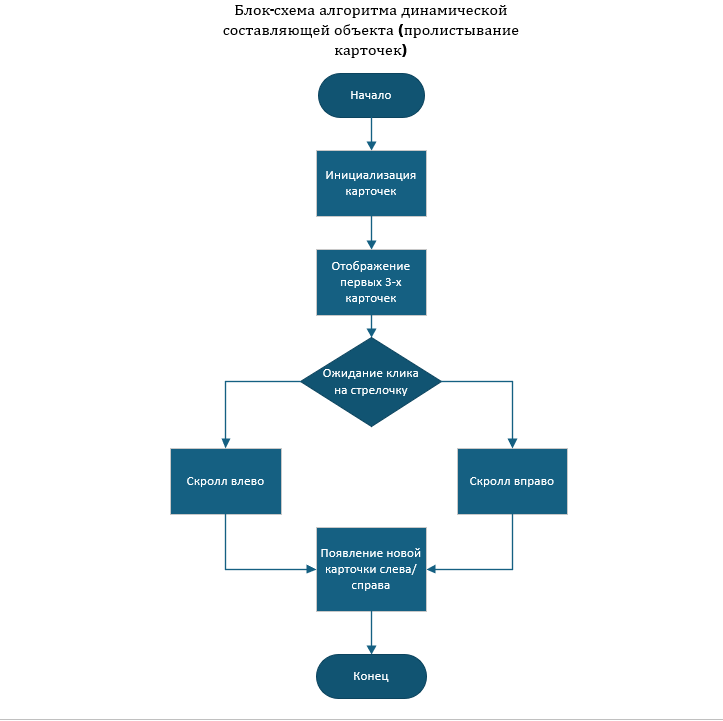 Блок-схема алгоритма динамической
составляющей объекта (пролистывание
карточек)
Начало
Инициализация
карточек
Отображение
первых 3-х
карточек
Ожидание клика
на стрелочку
Скролл влево
Скролл вправо
Появление новой
карточки слева/
справа
Конец